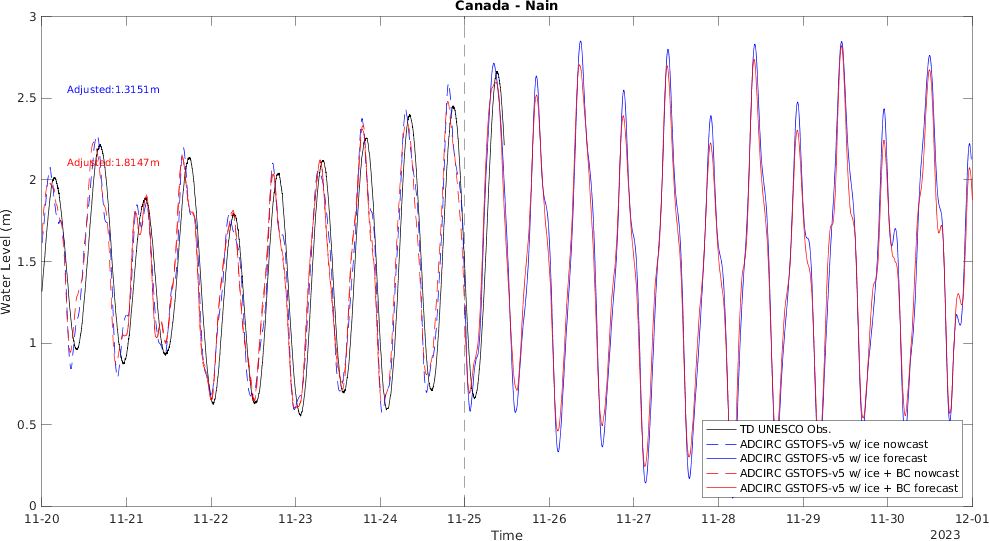 Canada - Nain
3
2.5
2
1.5
1
0.5
0
Water Level (m)
Adjusted:1.3151m
Adjusted:1.8147m
TD UNESCO Obs.
ADCIRC GSTOFS-v5 w/ ice nowcast
ADCIRC GSTOFS-v5 w/ ice forecast
ADCIRC GSTOFS-v5 w/ ice + BC nowcast
ADCIRC GSTOFS-v5 w/ ice + BC forecast
11-20 11-21 11-22 11-23 11-24 11-25 11-26 11-27 11-28 11-29 11-30 12-01
Time
2023